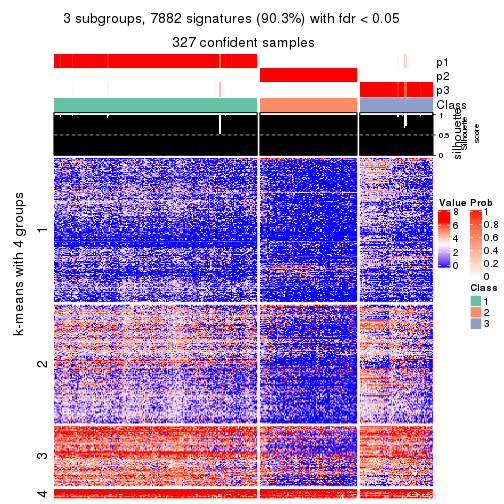 3 subgroups, 7882 signatures (90.3%) with fdr < 0.05
327 confident samples
p1
p2
p3
Class
1
0.5
0
silhouette
Silhouette
score
k-means with 4 groups
1
2
3
4
Value
8
6
4
2
0
Prob
1
0.8
0.6
0.4
0.2
0
Class
1
2
3